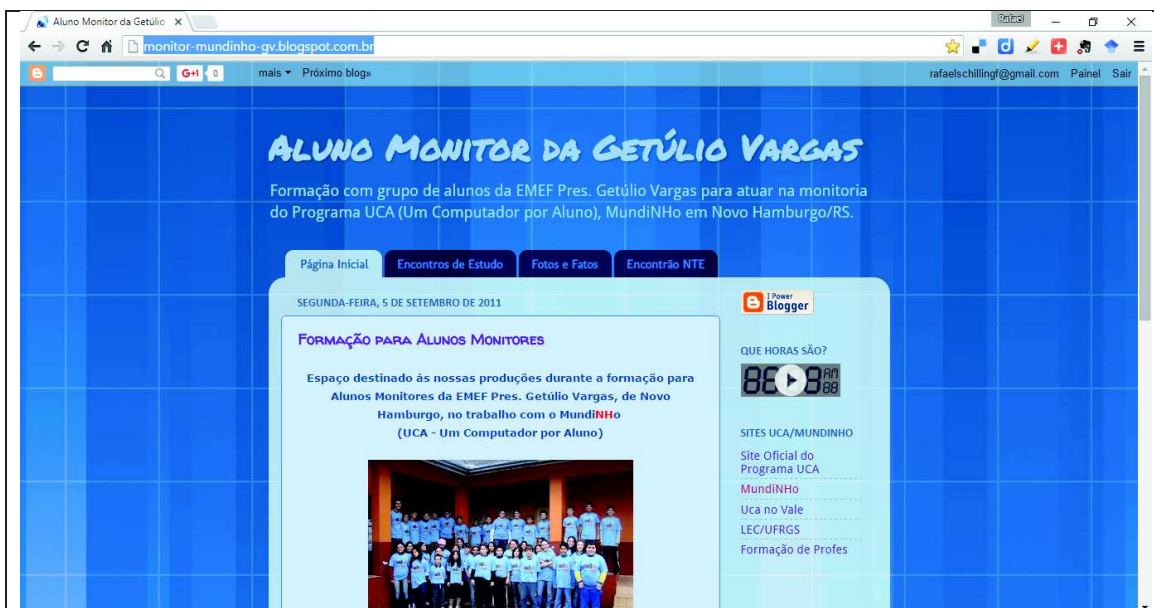 Aluno Monitor da Getúlio
Rafael
monitor-mundinho-gv.blogspot.com.br
G+1 0 mais Próximo blog» rafaelschillingf@gmail.com Painel Sair
Aluno Monitor da Getúlio Vargas
Formação com grupo de alunos da EMEF Pres. Getúlio Vargas para atuar na monitoria
do Programa UCA (Um Computador por Aluno), MundiNHo em Novo Hamburgo/RS.
Página Inicial Encontros de Estudo Fotos e Fatos Encontrão NTE
SEGUNDA-FEIRA, 5 DE SETEMBRO DE 2011
Formação para Alunos Monitores
Espaço destinado às nossas produções durante a formação para
Alunos Monitores da EMEF Pres. Getúlio Vargas, de Novo
Hamburgo, no trabalho com o MundiNHo
(UCA - Um Computador por Aluno)
I Power
Blogger
QUE HORAS SÃO?
SITES UCA/MUNDINHO
Site Oficial do
Programa UCA
MundiNHo
Uca no Vale
LEC/UFRGS
Formação de Profes